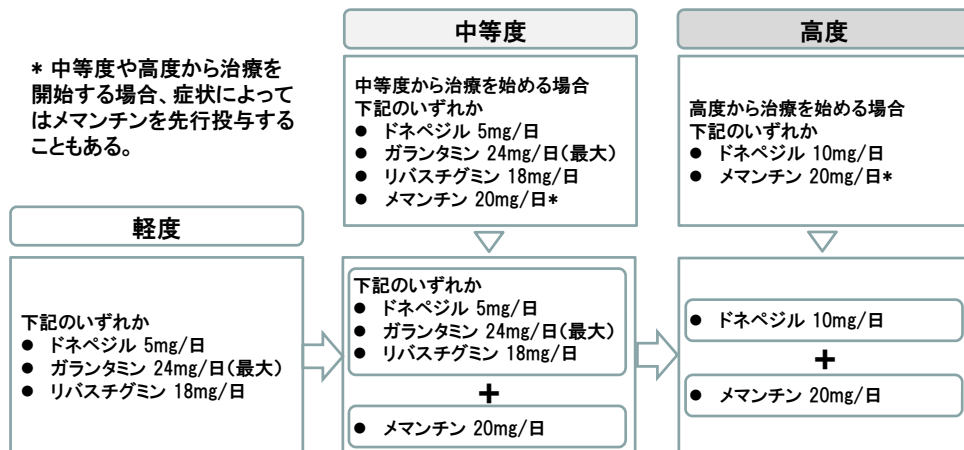 * 中等度や高度から治療を
開始する場合、症状によって
はメマンチンを先行投与する
こともある。
中等度
中等度から治療を始める場合
下記のいずれか
● ドネペジル 5mg/日
● ガランタミン 24mg/日(最大)
● リバスチグミン 18mg/日
● メマンチン 20mg/日*
高度
高度から治療を始める場合
下記のいずれか
● ドネペジル 10mg/日
● メマンチン 20mg/日*
軽度
下記のいずれか
● ドネペジル 5mg/日
● ガランタミン 24mg/日(最大)
● リバスチグミン 18mg/日
下記のいずれか
● ドネペジル 5mg/日
● ガランタミン 24mg/日(最大)
● リバスチグミン 18mg/日
+
● メマンチン 20mg/日
● ドネペジル 10mg/日
+
● メマンチン 20mg/日